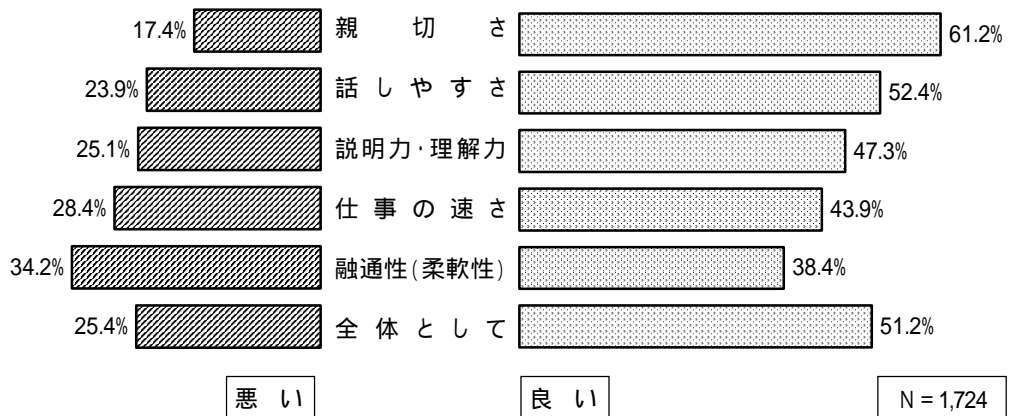 17.4% 親切さ 61.2%
23.9% 話しやすさ 52.4%
25.1% 説明力・理解力 47.3%
28.4% 仕事の速さ 43.9%
34.2% 融通性(柔軟性) 38.4%
25.4% 全体として 51.2%
悪い 良い N = 1,724